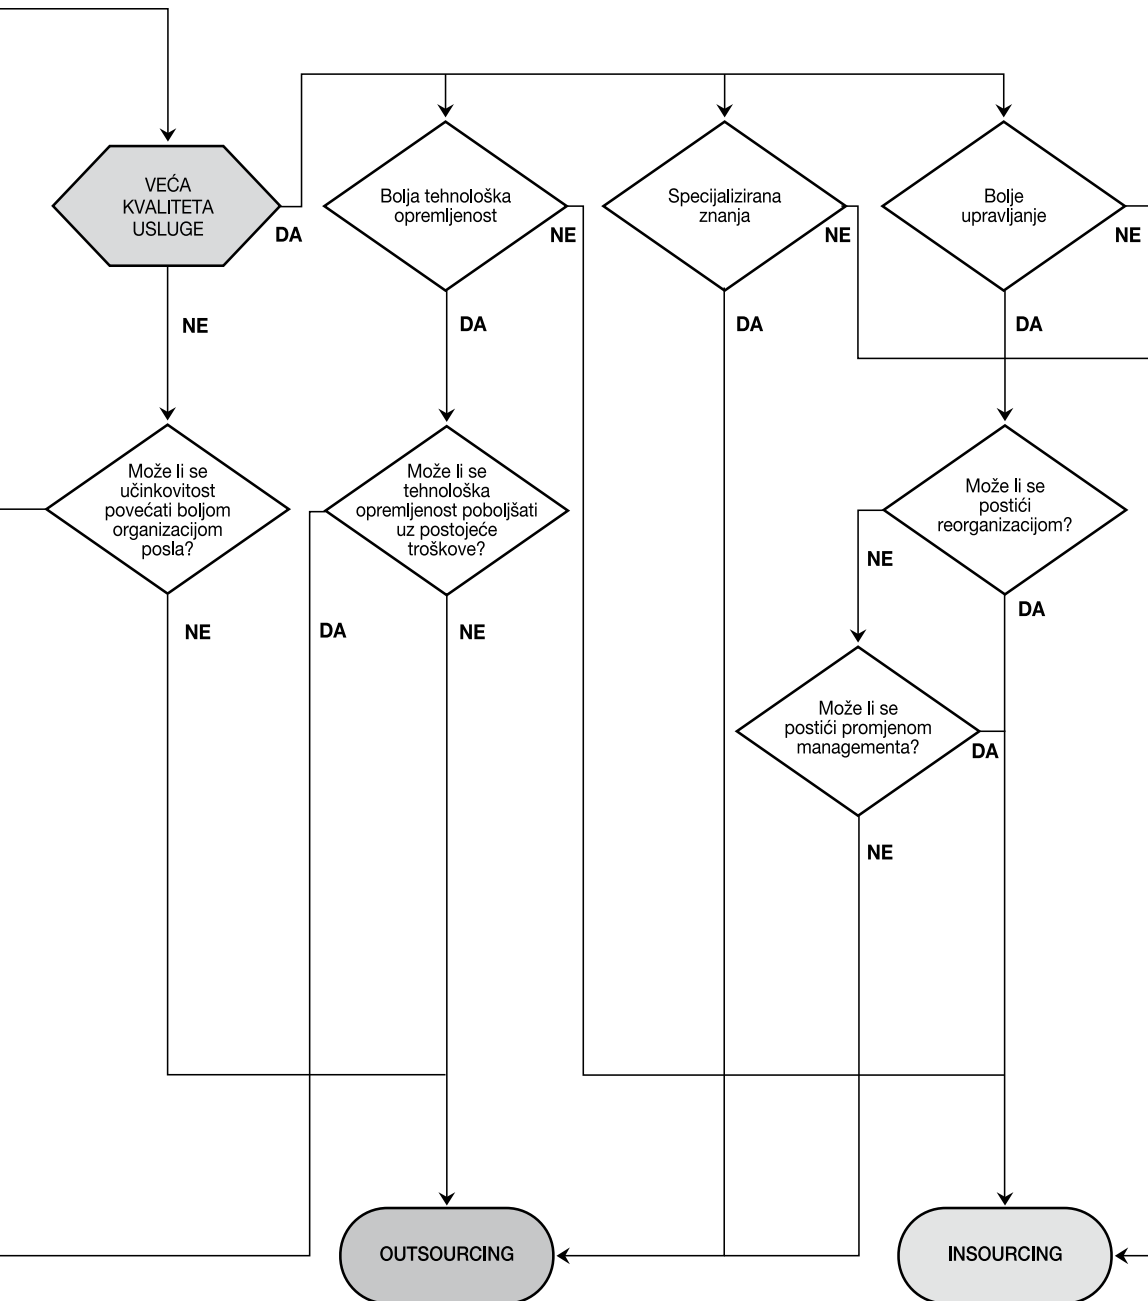 VEĆA
KVALITETA
USLUGE
DA
NE
Bolja tehnološka
opremljenost
NE
DA
Specijalizirana
znanja
NE
DA
Bolje
upravljanje
NE
DA
Može li se
učinkovitost
povećati boljom
organizacijom
posla?
NE
Može li se
tehnološka
opremljenost poboljšati
uz postojeće
troškove?
DA
NE
Može li se
postići
reorganizacijom?
NE
DA
Može li se
postići promjenom
managementa?
DA
NE
OUTSOURCING
INSOURCING